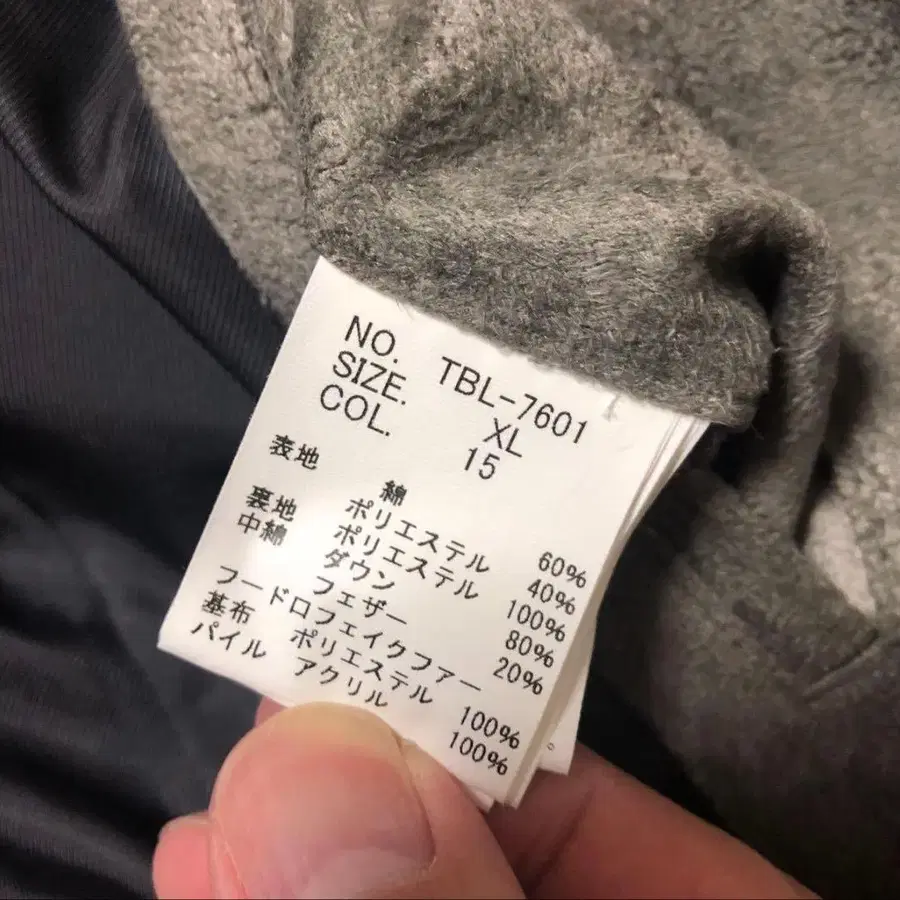 NO. TBL-7601
SIZE. XL
COL. 15
表地 綿 60%
ポリエステル 40%
裏地 ポリエステル 100%
中綿 ダウン 80%
フェザー 20%
フードロフェイクファー
基布 ポリエステル 100%
パイル アクリル 100%